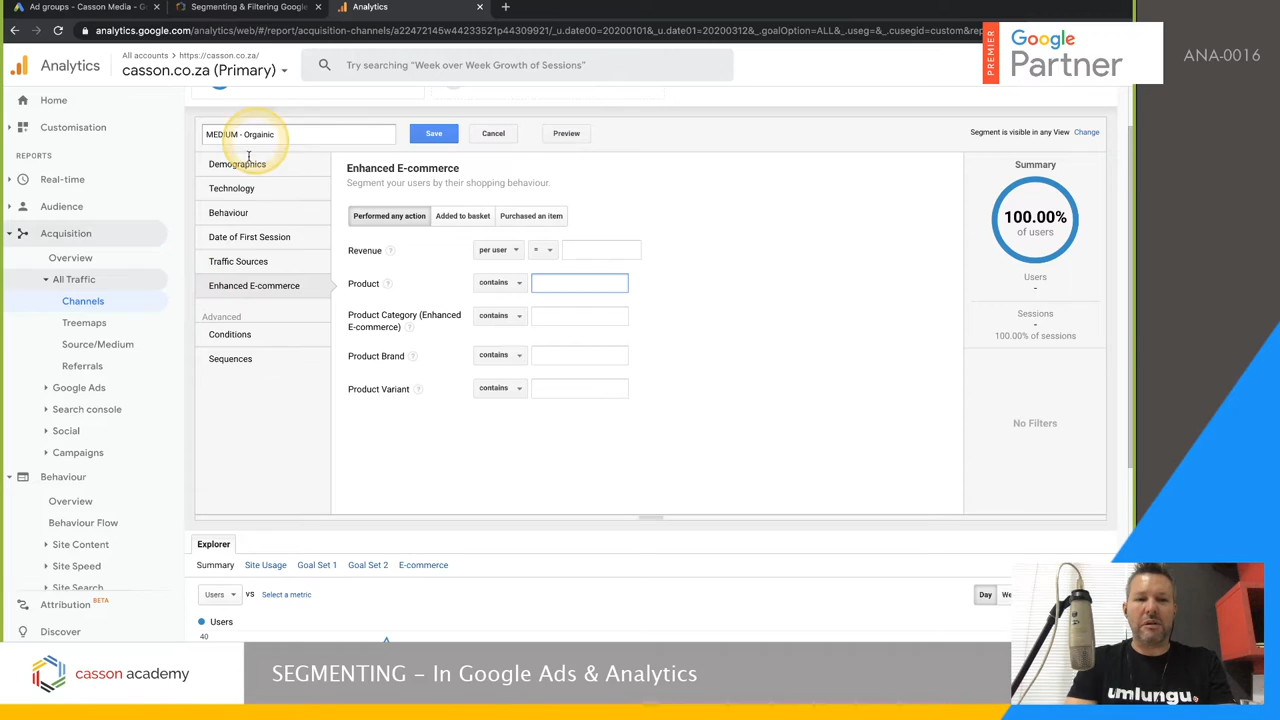 Ad groups - Casson Media - G
Segmenting & Filtering Google
Analytics
analytics.google.com/analytics/web/#/report/acquisition-channels/a22472145w44233521p44309921/_u.date00=20200101&_u.date01=20200312&_.goalOption=ALL&_.useg=&_.cusegid=custom&rep
PREMIER
Google
Partner
ANA-0016
Analytics
All accounts > https://casson.co.za/
casson.co.za (Primary)
Try searching "Week over Week Growth of Sessions"
Home
Customisation
REPORTS
Real-time
Audience
Acquisition
Overview
All Traffic
Channels
Treemaps
Source/Medium
Referrals
Google Ads
Search console
Social
Campaigns
Behaviour
Overview
Behaviour Flow
Site Content
Site Speed
Site Search
Attribution BETA
Discover
MEDIUM - Orgainic
Save
Cancel
Preview
Segment is visible in any View Change
Demographics
Technology
Behaviour
Date of First Session
Traffic Sources
Enhanced E-commerce
Advanced
Conditions
Sequences
Enhanced E-commerce
Segment your users by their shopping behaviour.
Performed any action
Added to basket
Purchased an item
Revenue ? per user =
Product ? contains
Product Category (Enhanced
E-commerce) ? contains
Product Brand ? contains
Product Variant ? contains
Summary
100.00%
of users
Users
-
Sessions
-
100.00% of sessions
No Filters
Explorer
Summary Site Usage Goal Set 1 Goal Set 2 E-commerce
Users VS Select a metric
Day We
Users
40
umlungu.
casson academy
SEGMENTING – In Google Ads & Analytics